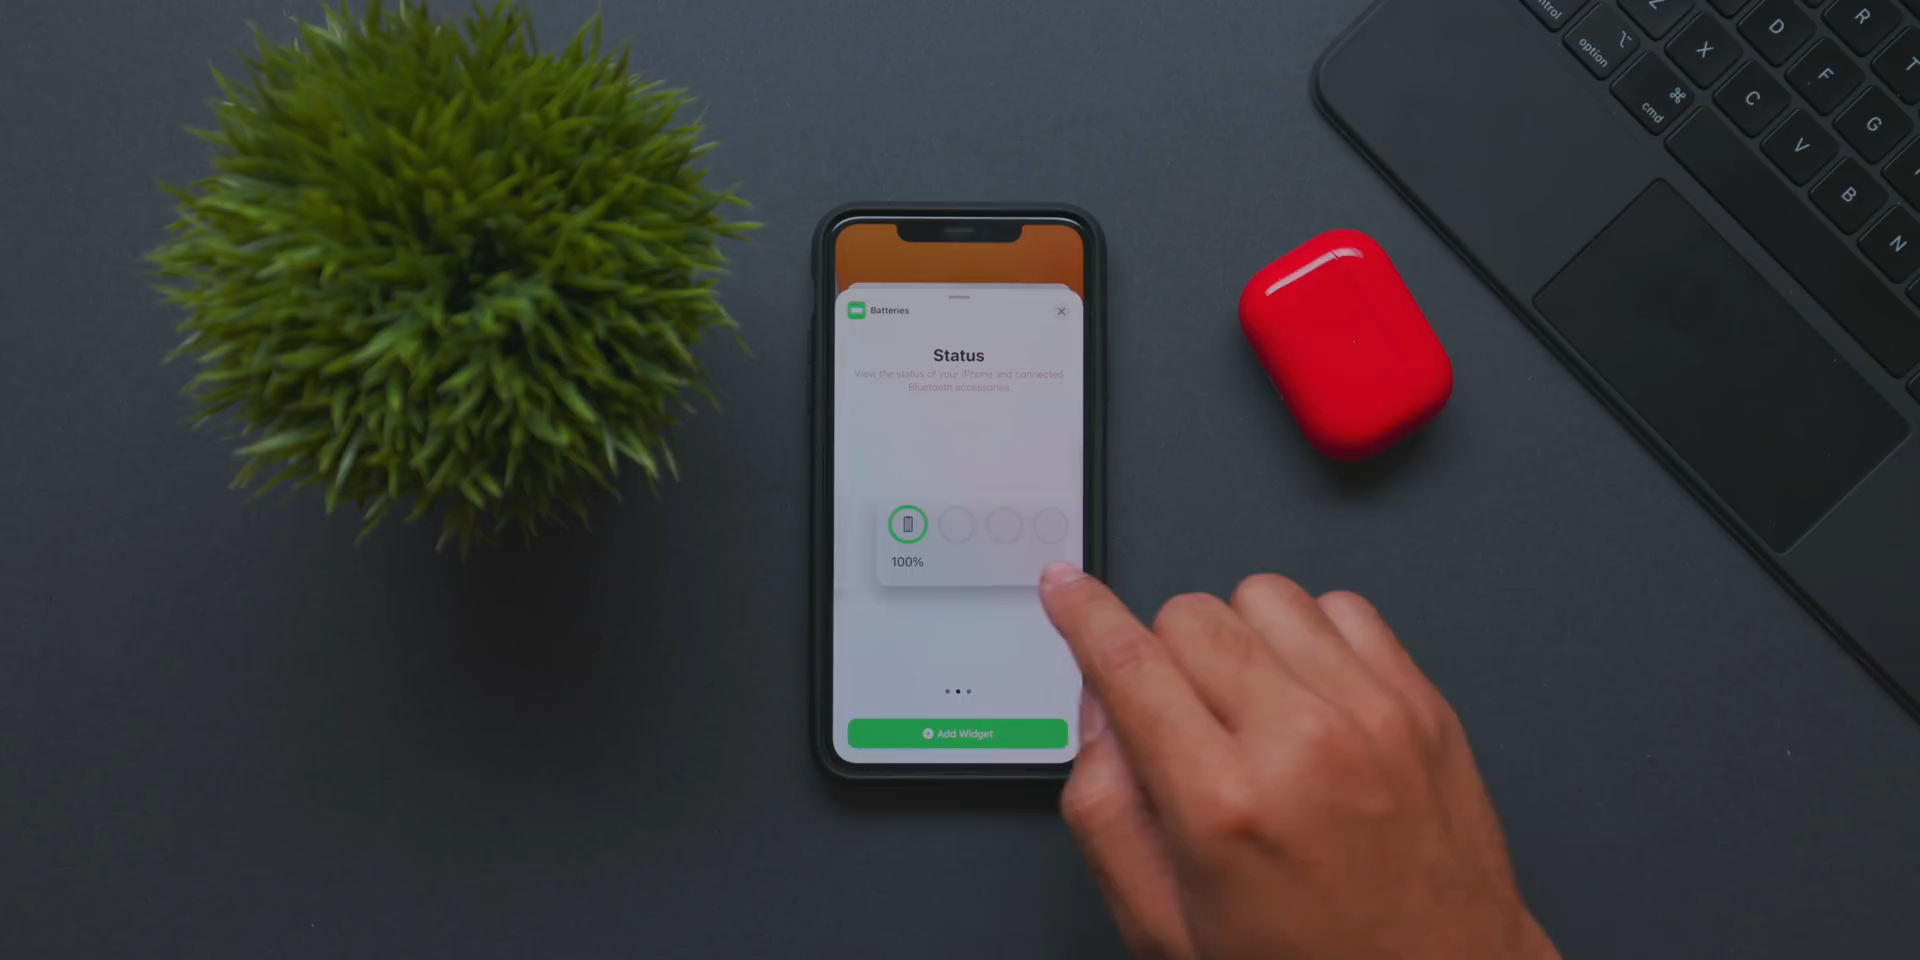 Batteries
Status
View the status of your iPhone and connected
Bluetooth accessories.
100%
Add Widget
option
cmd
Z
X
C
V
B
N
D
F
G
R
T